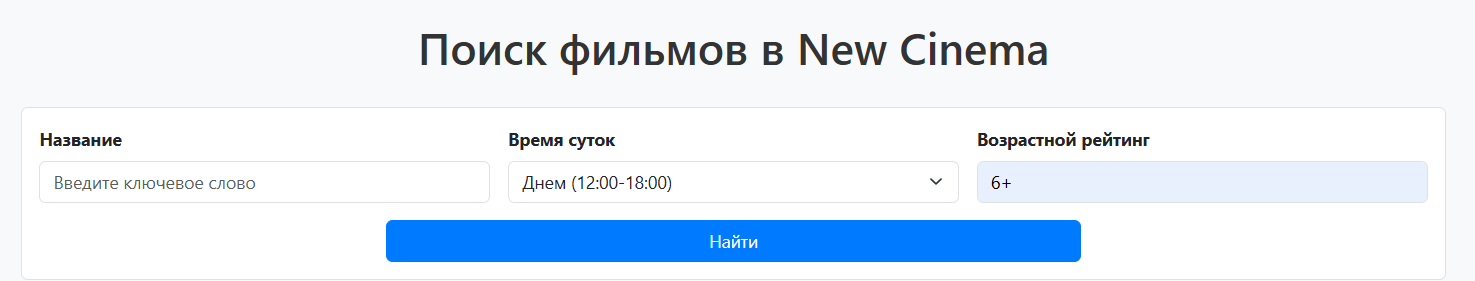 Поиск фильмов в New Cinema
Название
Время суток
Возрастной рейтинг
Введите ключевое слово
Днем (12:00-18:00)
6+
Найти